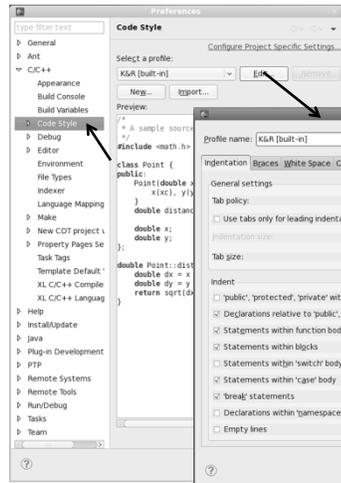 Preferences
type filter text
General
Ant
C/C++
Appearance
Build Console
Build Variables
Code Style
Debug
Editor
Environment
File Types
Indexer
Language Mapping
Make
New CDT project
Property Pages Se
Task Tags
Template Default
XL C/C++ Compile
XL C/C++ Languag
Help
Install/Update
Java
Plug-in Development
PTP
Remote Systems
Remote Tools
Run/Debug
Tasks
Team
Code Style
Configure Project Specific Settings...
Select a profile:
K&R [built-in]
Remove
New...
Import...
Preview:
/*
* A sample source
*/
#include <math.h>
class Point {
public:
Point(double x
xc(x), y(y
}
double distanc
double x;
double y;
};
double Point::dist
double dx = x
double dy = y
return sqrt(dx
}
Profile name:
K&R [built-in]
Indentation
Braces
White Space
General settings
Tab policy:
Use tabs only for leading indenta
Indentation size:
Tab size:
Indent
'public', 'protected', 'private' wit
Declarations relative to 'public',
Statements within function bod
Statements within blocks
Statements within 'switch' body
Statements within 'case' body
'break' statements
Declarations within 'namespace
Empty lines